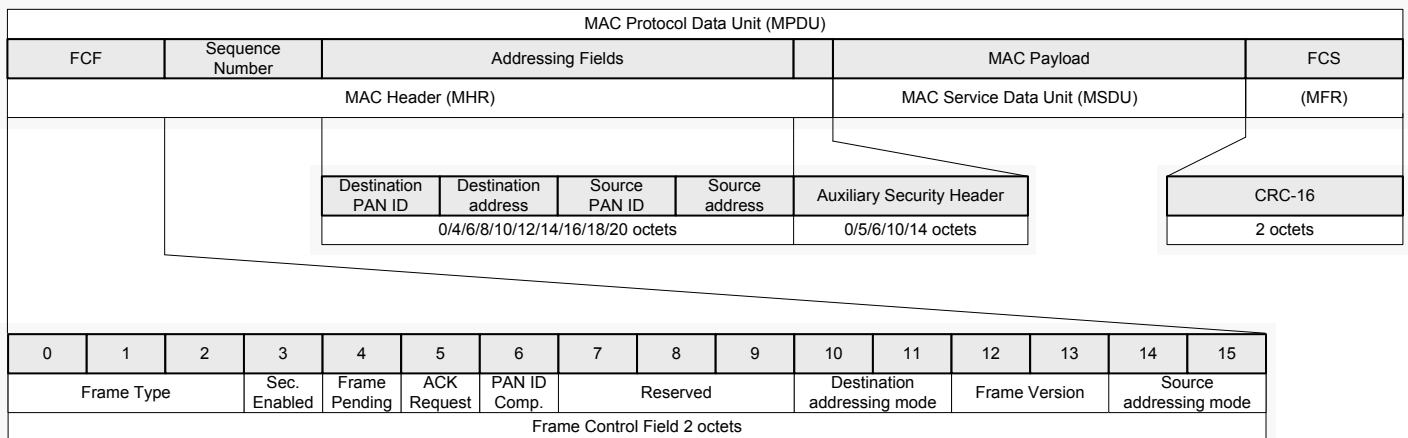 MAC Protocol Data Unit (MPDU)
FCF
Sequence
Number
Addressing Fields
MAC Payload
FCS
MAC Header (MHR)
MAC Service Data Unit (MSDU)
(MFR)
Destination
PAN ID
Destination
address
Source
PAN ID
Source
address
Auxiliary Security Header
CRC-16
0/4/6/8/10/12/14/16/18/20 octets
0/5/6/10/14 octets
2 octets
0 1 2 3 4 5 6 7 8 9 10 11 12 13 14 15
Frame Type
Sec.
Enabled
Frame
Pending
ACK
Request
PAN ID
Comp.
Reserved
Destination
addressing mode
Frame Version
Source
addressing mode
Frame Control Field 2 octets